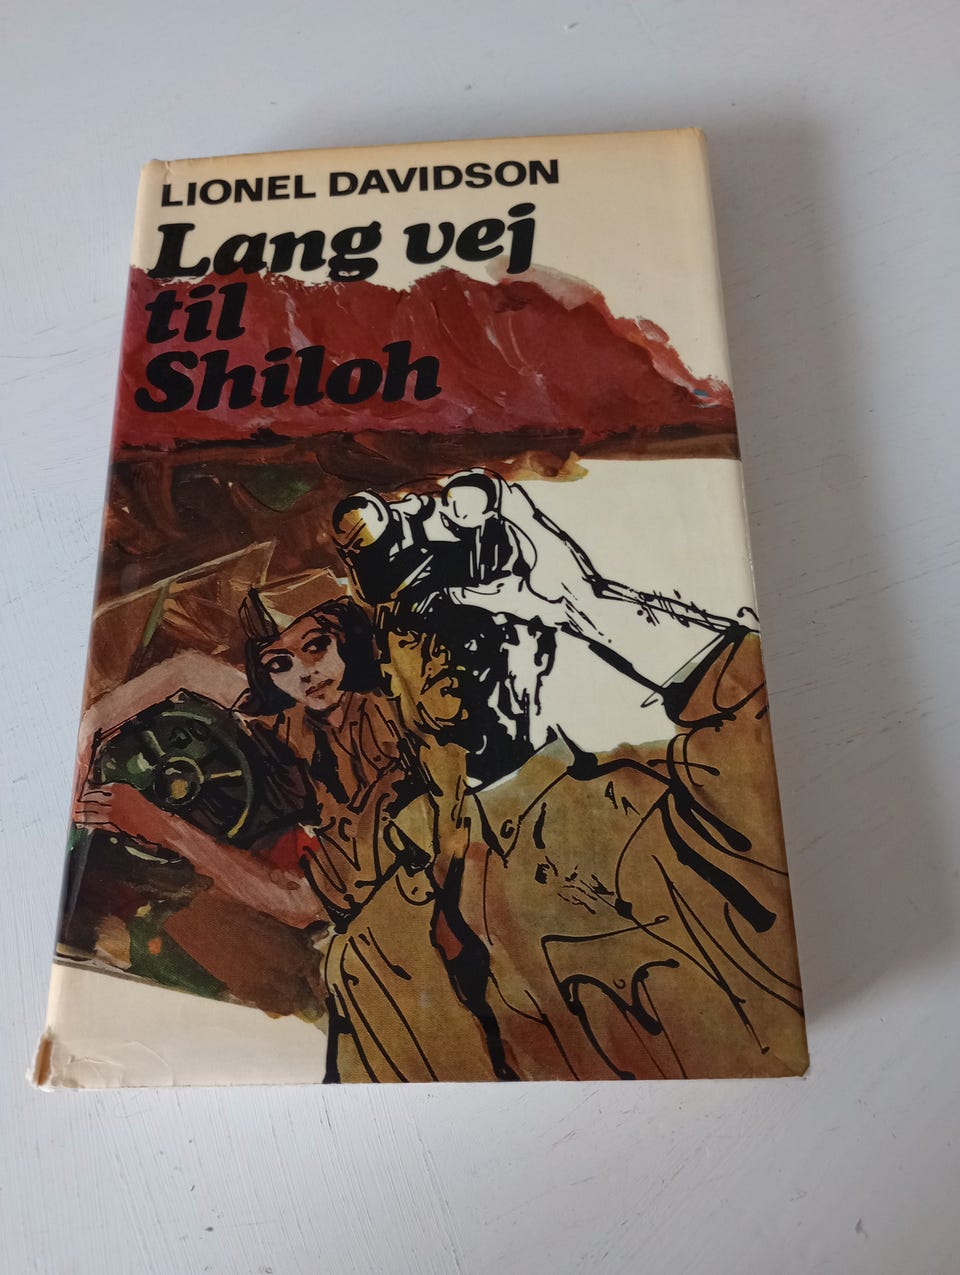 LIONEL DAVIDSON
Lang vej
til
Shiloh